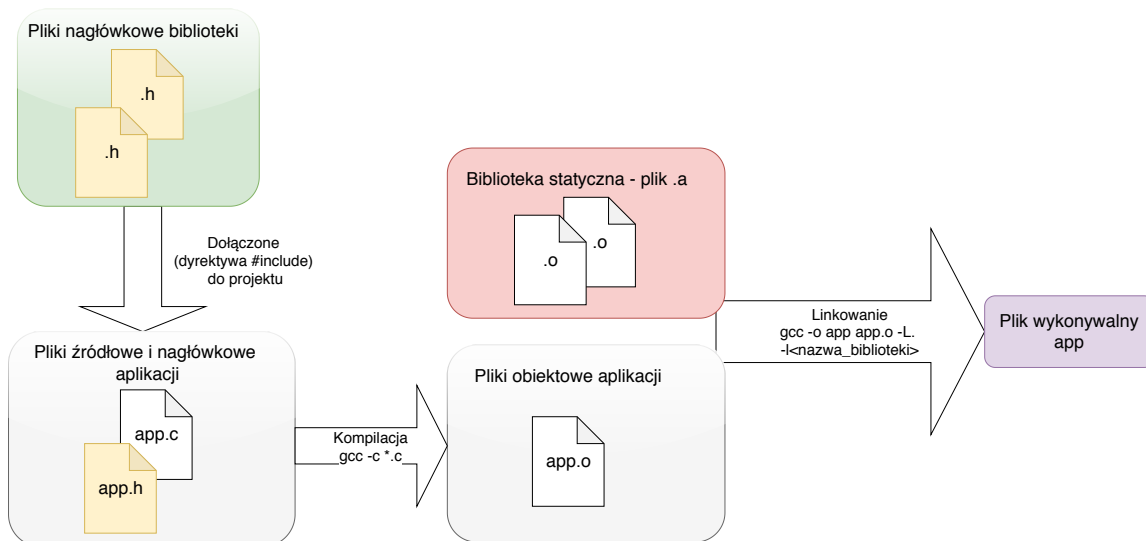 Pliki nagłówkowe biblioteki
.h
.h
Dołączone
(dyrektywa #include)
do projektu
Biblioteka statyczna - plik .a
.o
.o
Linkowanie
gcc -o app app.o -L.
-l<nazwa_biblioteki>
Plik wykonywalny
app
Pliki źródłowe i nagłówkowe
aplikacji
app.c
app.h
Kompilacja
gcc -c *.c
Pliki obiektowe aplikacji
app.o